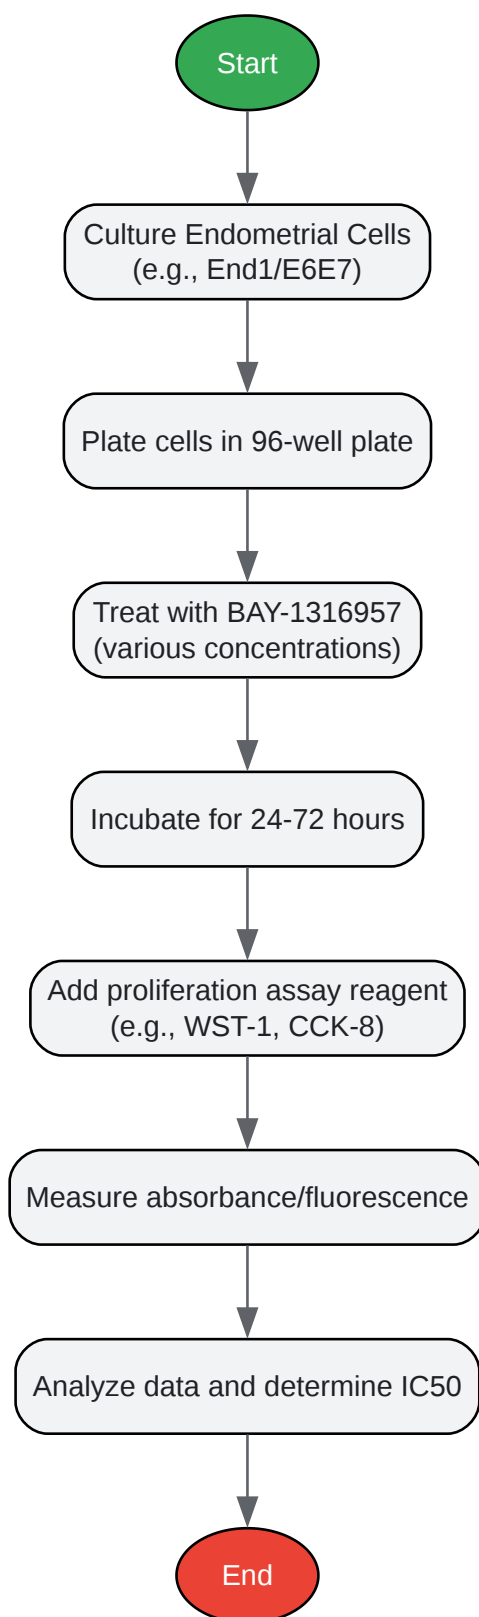 Start
Culture Endometrial Cells
(e.g., End1/E6E7)
Plate cells in 96-well plate
Treat with BAY-1316957
(various concentrations)
Incubate for 24-72 hours
Add proliferation assay reagent
(e.g., WST-1, CCK-8)
Measure absorbance/fluorescence
Analyze data and determine IC50
End